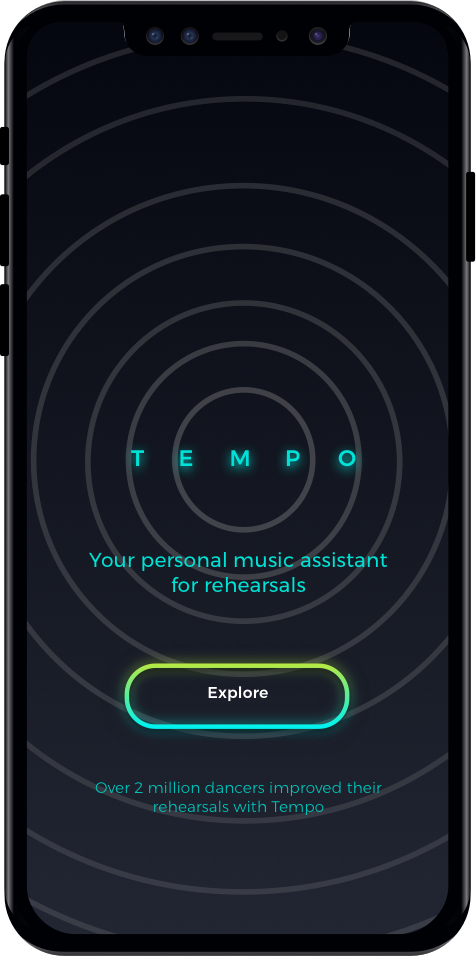 T E M P O
Your personal music assistant
for rehearsals
Explore
Over 2 million dancers improved their
rehearsals with Tempo